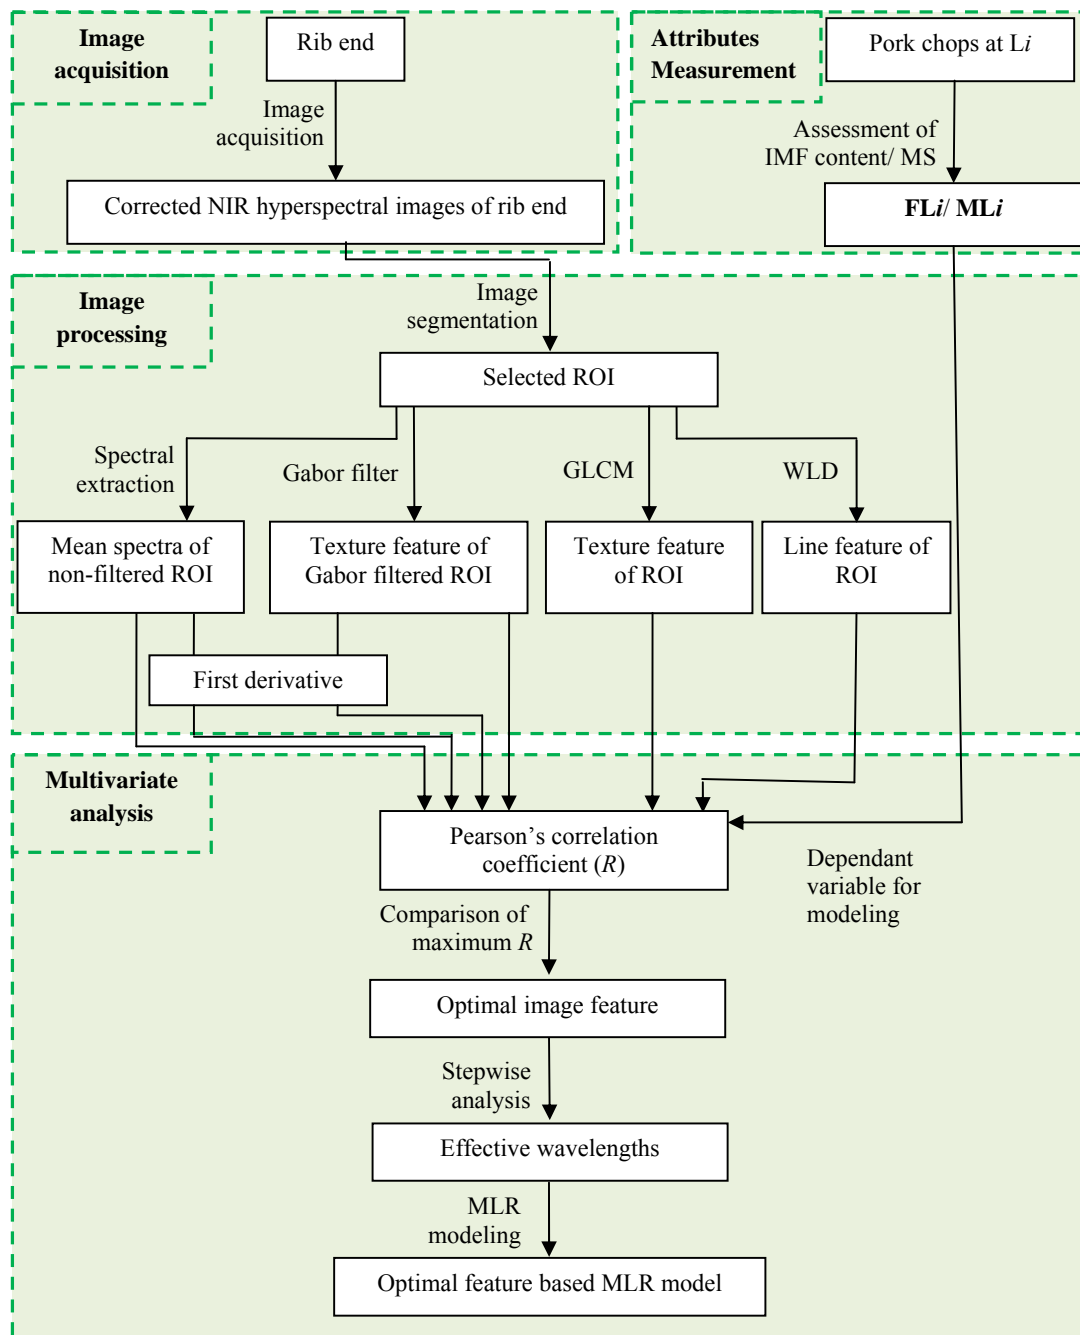 Image
acquisition
Rib end
Image
acquisition
Corrected NIR hyperspectral images of rib end
Attributes
Measurement
Pork chops at Li
Assessment of
IMF content/ MS
FLi/ MLi
Image
processing
Image
segmentation
Selected ROI
Spectral
extraction
Gabor filter
GLCM
WLD
Mean spectra of
non-filtered ROI
Texture feature of
Gabor filtered ROI
Texture feature
of ROI
Line feature of
ROI
First derivative
Multivariate
analysis
Pearson's correlation
coefficient (R)
Dependant
variable for
modeling
Comparison of
maximum R
Optimal image feature
Stepwise
analysis
Effective wavelengths
MLR
modeling
Optimal feature based MLR model